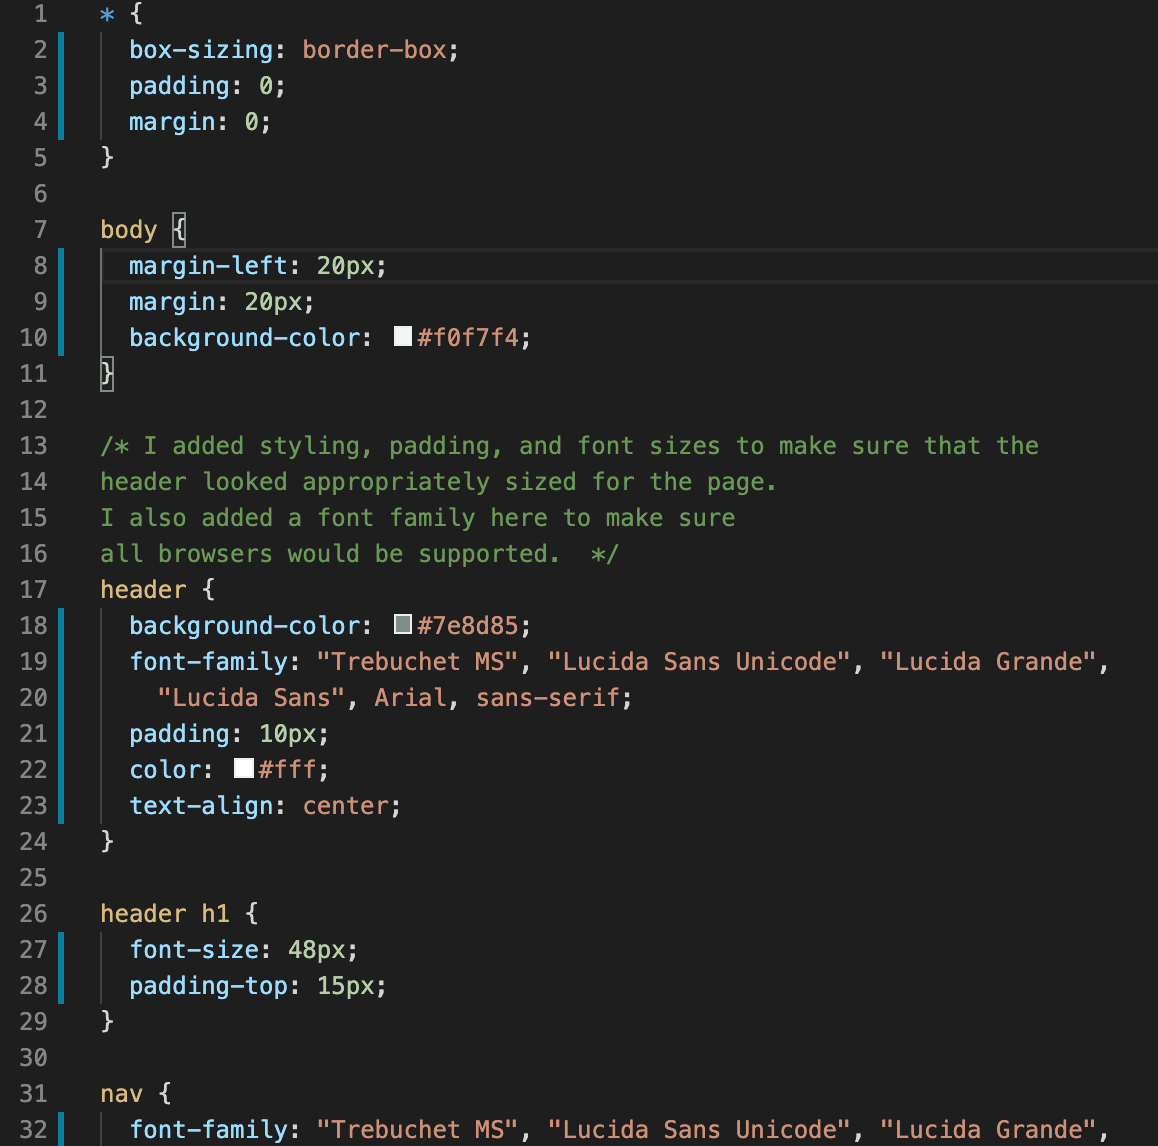 1 * {
2 box-sizing: border-box;
3 padding: 0;
4 margin: 0;
5 }
6
7 body {
8 margin-left: 20px;
9 margin: 20px;
10 background-color: #f0f7f4;
11 }
12
13 /* I added styling, padding, and font sizes to make sure that the
14 header looked appropriately sized for the page.
15 I also added a font family here to make sure
16 all browsers would be supported.  */
17 header {
18 background-color: #7e8d85;
19 font-family: "Trebuchet MS", "Lucida Sans Unicode", "Lucida Grande",
20 "Lucida Sans", Arial, sans-serif;
21 padding: 10px;
22 color: #fff;
23 text-align: center;
24 }
25
26 header h1 {
27 font-size: 48px;
28 padding-top: 15px;
29 }
30
31 nav {
32 font-family: "Trebuchet MS", "Lucida Sans Unicode", "Lucida Grande",